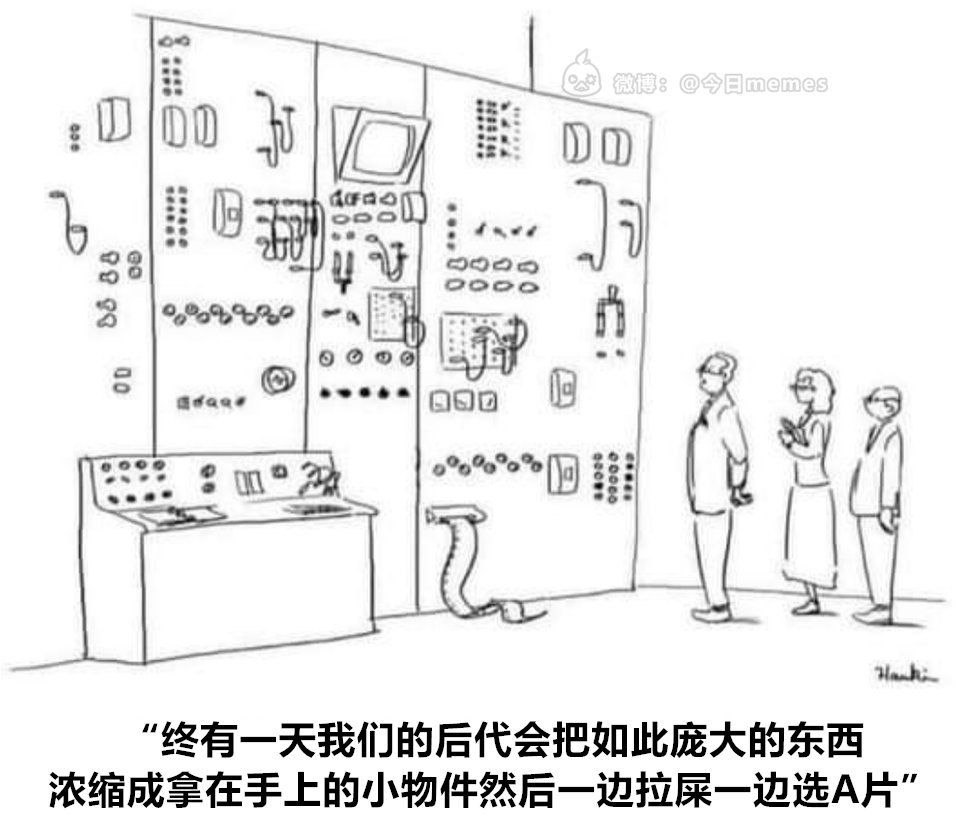 微博：@今日memes
Hankin
“终有一天我们的后代会把如此庞大的东西
浓缩成拿在手上的小物件然后一边拉屎一边选A片”